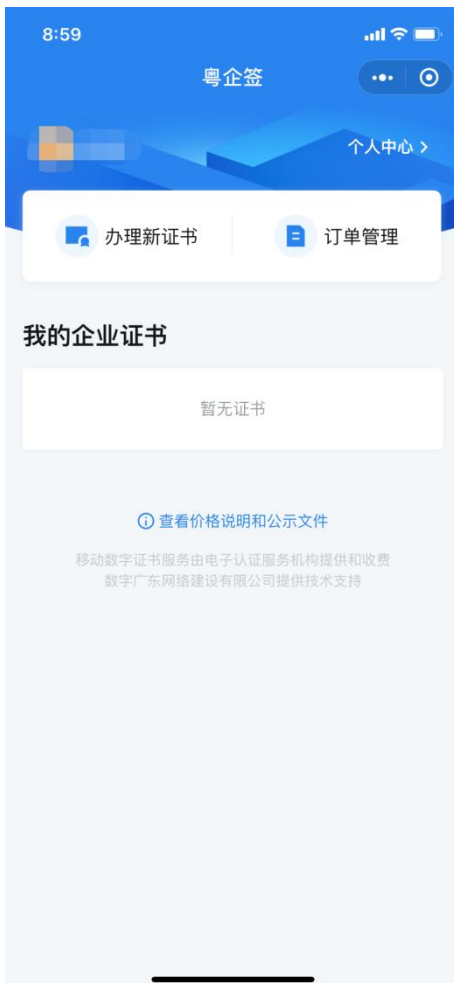 8:59
粤企签
个人中心 >
办理新证书
订单管理
我的企业证书
暂无证书
查看价格说明和公示文件
移动数字证书服务由电子认证服务机构提供和收费
数字广东网络建设有限公司提供技术支持